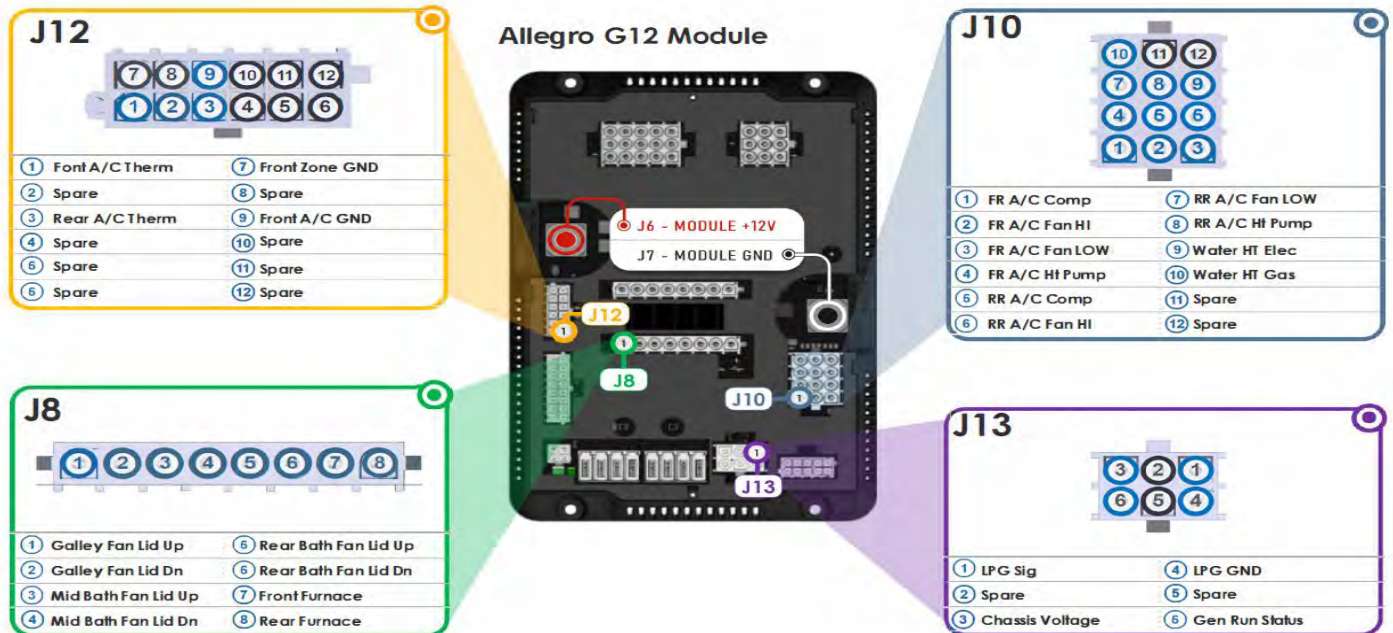 J12
7 8 9 10 11 12
1 2 3 4 5 6
1 Font A/C Therm 7 Front Zone GND
2 Spare 8 Spare
3 Rear A/C Therm 9 Front A/C GND
4 Spare 10 Spare
5 Spare 11 Spare
6 Spare 12 Spare
Allegro G12 Module
J6 - MODULE +12V
J7 - MODULE GND
1 J12
1
J8
J10 1
1
J13
J10
10 11 12
7 8 9
4 5 6
1 2 3
1 FR A/C Comp 7 RR A/C Fan LOW
2 FR A/C Fan HI 8 RR A/C Ht Pump
3 FR A/C Fan LOW 9 Water HT Elec
4 FR A/C Ht Pump 10 Water HT Gas
5 RR A/C Comp 11 Spare
6 RR A/C Fan HI 12 Spare
J8
1 2 3 4 5 6 7 8
1 Galley Fan Lid Up 5 Rear Bath Fan Lid Up
2 Galley Fan Lid Dn 6 Rear Bath Fan Lid Dn
3 Mid Bath Fan Lid Up 7 Front Furnace
4 Mid Bath Fan Lid Dn 8 Rear Furnace
J13
3 2 1
6 5 4
1 LPG Sig 4 LPG GND
2 Spare 5 Spare
3 Chassis Voltage 6 Gen Run Status